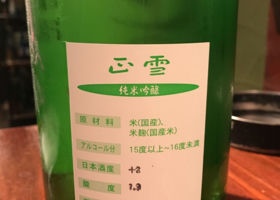 正雪
純米吟醸
原材料 米(国産)、
米麹(国産米)
アルコール分 15度以上~16度未満
日本酒度 +2
酸度 1.3